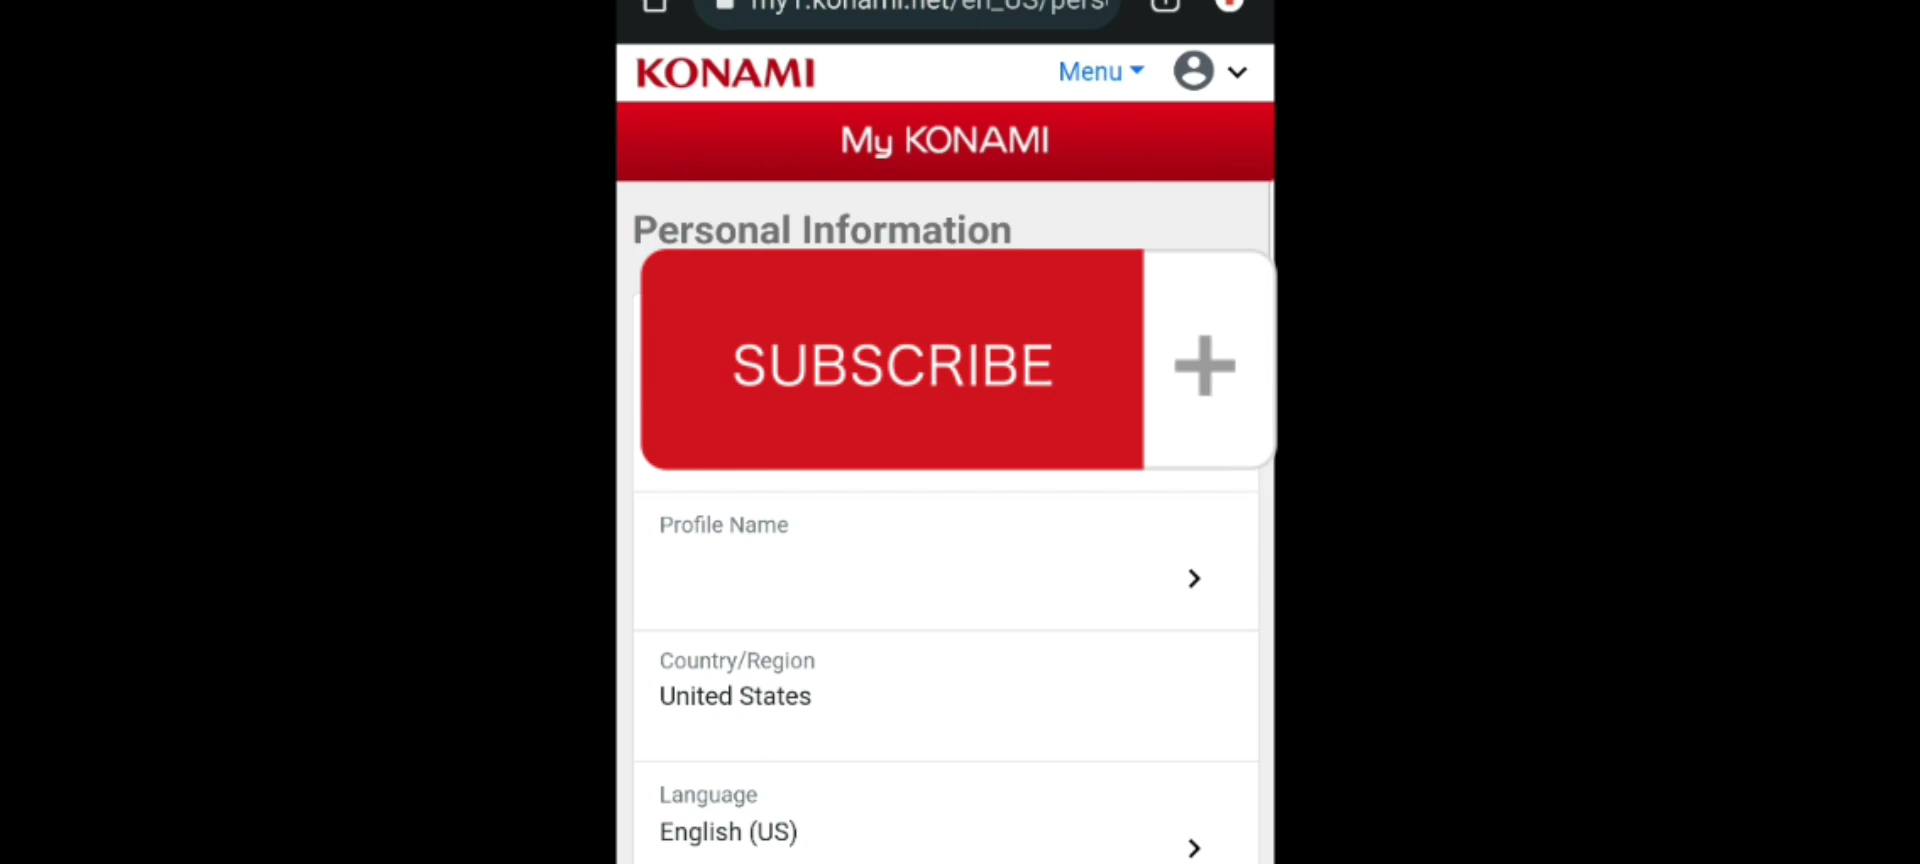 KONAMI Menu
My KONAMI
Personal Information
SUBSCRIBE
Profile Name
Country/Region
United States
Language
English (US)